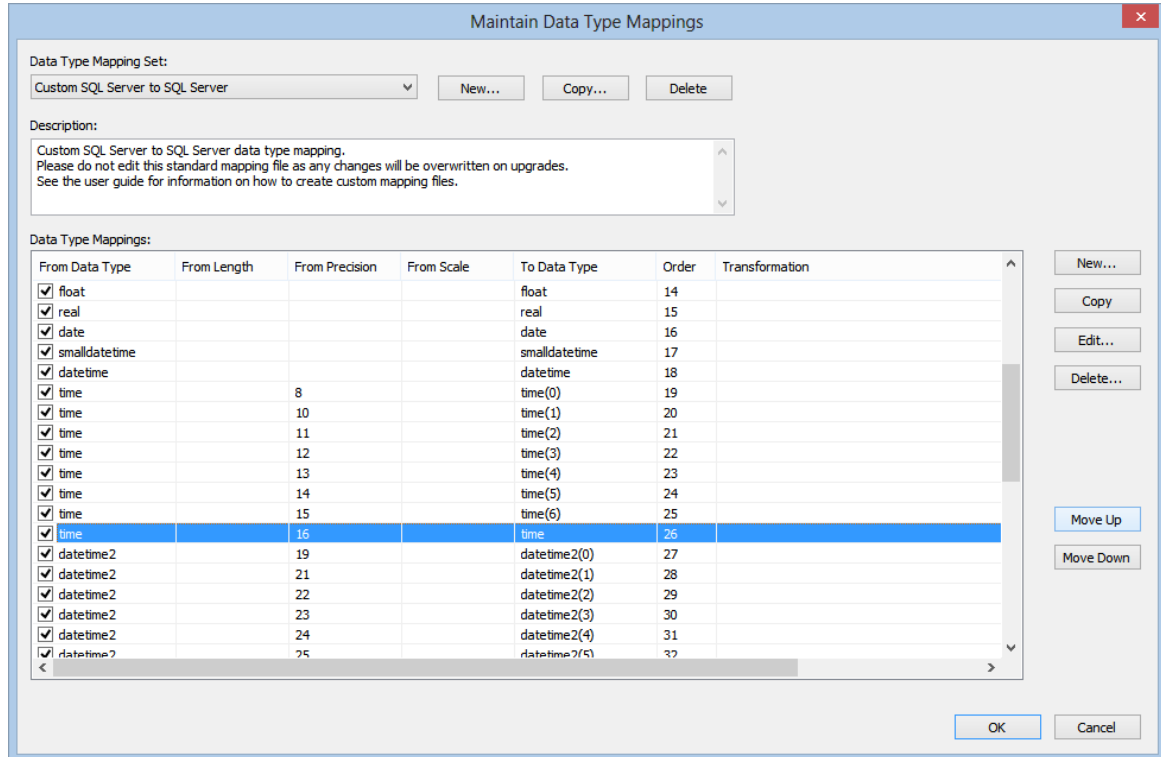 Maintain Data Type Mappings
Data Type Mapping Set:
Custom SQL Server to SQL Server New... Copy... Delete
Description:
Custom SQL Server to SQL Server data type mapping.
Please do not edit this standard mapping file as any changes will be overwritten on upgrades.
See the user guide for information on how to create custom mapping files.
Data Type Mappings:
From Data Type From Length From Precision From Scale To Data Type Order Transformation
float float 14
real real 15
date date 16
smalldatetime smalldatetime 17
datetime datetime 18
time 8 time(0) 19
time 10 time(1) 20
time 11 time(2) 21
time 12 time(3) 22
time 13 time(4) 23
time 14 time(5) 24
time 15 time(6) 25
time 16 time 26
datetime2 19 datetime2(0) 27
datetime2 21 datetime2(1) 28
datetime2 22 datetime2(2) 29
datetime2 23 datetime2(3) 30
datetime2 24 datetime2(4) 31
datetime2 25 datetime2(5) 32
New...
Copy
Edit...
Delete...
Move Up
Move Down
OK Cancel